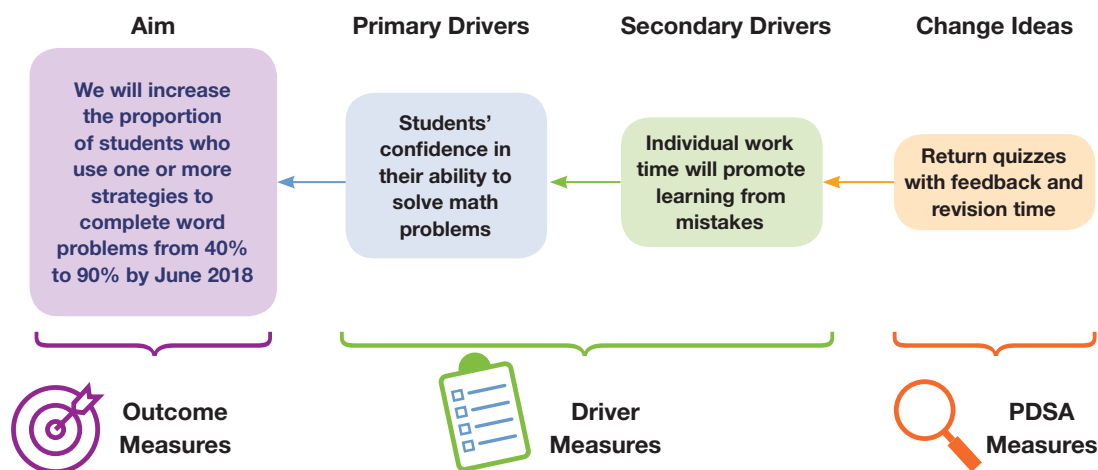 Aim
Primary Drivers
Secondary Drivers
Change Ideas
We will increase
the proportion
of students who
use one or more
strategies to
complete word
problems from 40%
to 90% by June 2018
Students’
confidence in
their ability to
solve math
problems
Individual work
time will promote
learning from
mistakes
Return quizzes
with feedback and
revision time
Outcome
Measures
Driver
Measures
PDSA
Measures